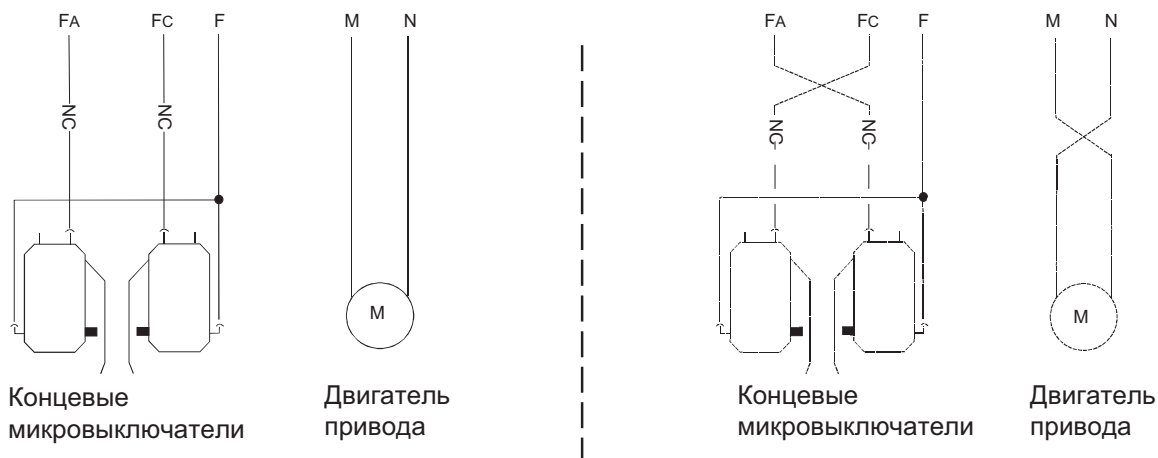 FA FC F M N
NC NC
M
Концевые
микровыключатели
Двигатель
привода
FA FC F M N
NC NC
M
Концевые
микровыключатели
Двигатель
привода